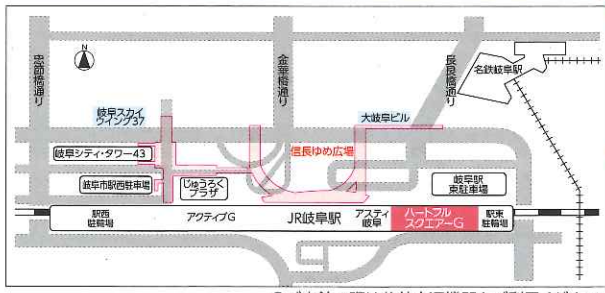 忠節橋通り
N
金華橋通り
長良橋通り
名鉄岐阜駅
岐阜スカイ
ウイング37
大岐阜ビル
岐阜シティ・タワー43
信長ゆめ広場
岐阜市駅西駐車場
じゅうろく
プラザ
岐阜駅
東駐車場
駅西
駐輪場
アクティブG
JR岐阜駅
アスティ
岐阜
ハートフル
スクエアーG
駅東
駐輪場